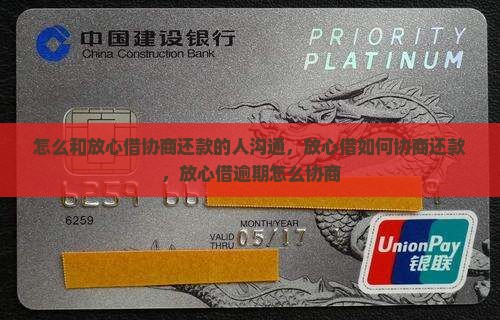 中国建设银行
China Construction Bank
PRIORITY
PLATINUM
怎么和放心借协商还款的人沟通，放心借如何协商还款
，放心借逾期怎么协商
6259
6259
MONTH/YEAR
VALID THRU 05/17
UnionPay
银联